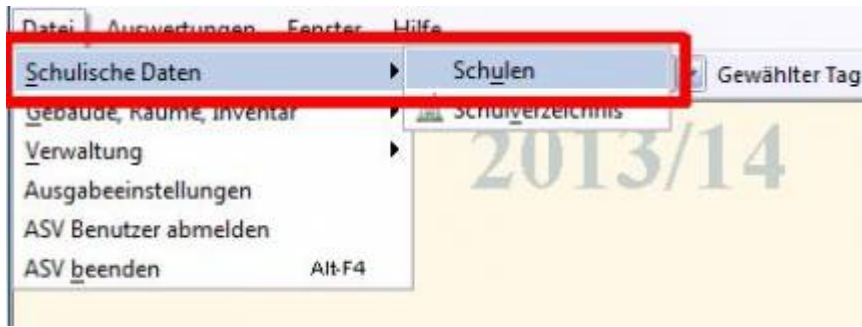 Datei Auswertungen Fenster Hilfe
Schulische Daten
Schulen
Gewählter Tag
Gebäude, Räume, Inventar
Schulverzeichnis
Verwaltung
2013/14
Ausgabeeinstellungen
ASV Benutzer abmelden
ASV beenden Alt-F4